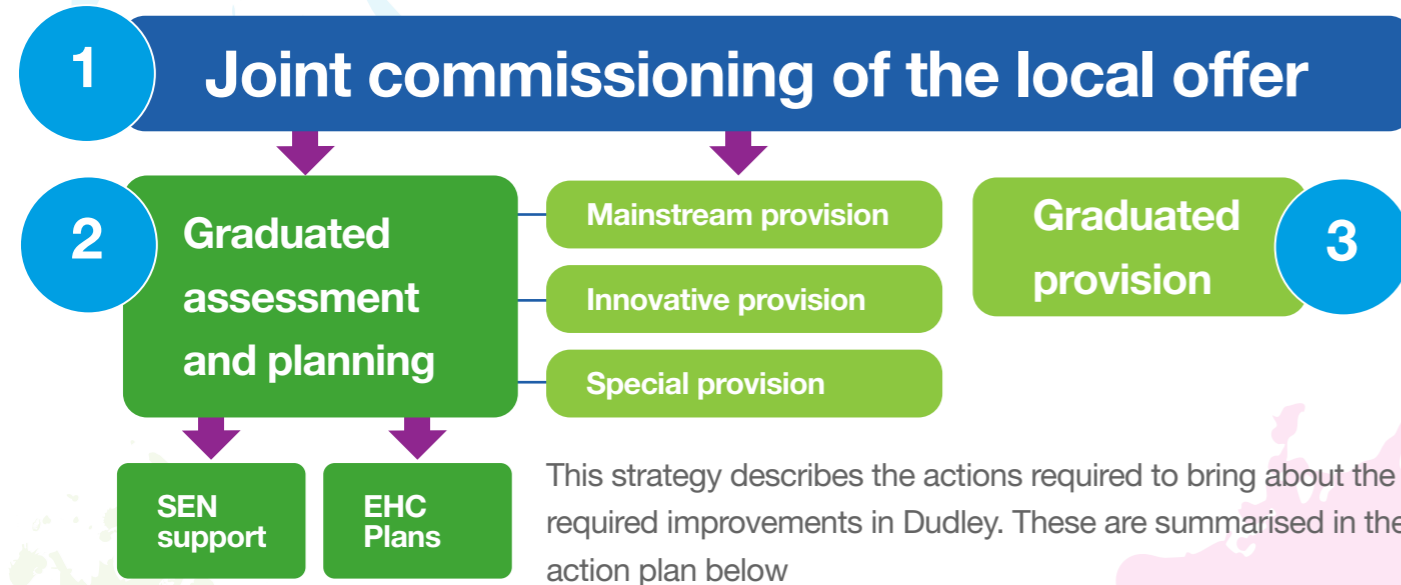 1
Joint commissioning of the local offer
2
Graduated
assessment
and planning
Mainstream provision
Innovative provision
Special provision
Graduated
provision
3
SEN
support
EHC
Plans
This strategy describes the actions required to bring about the
required improvements in Dudley. These are summarised in the
action plan below